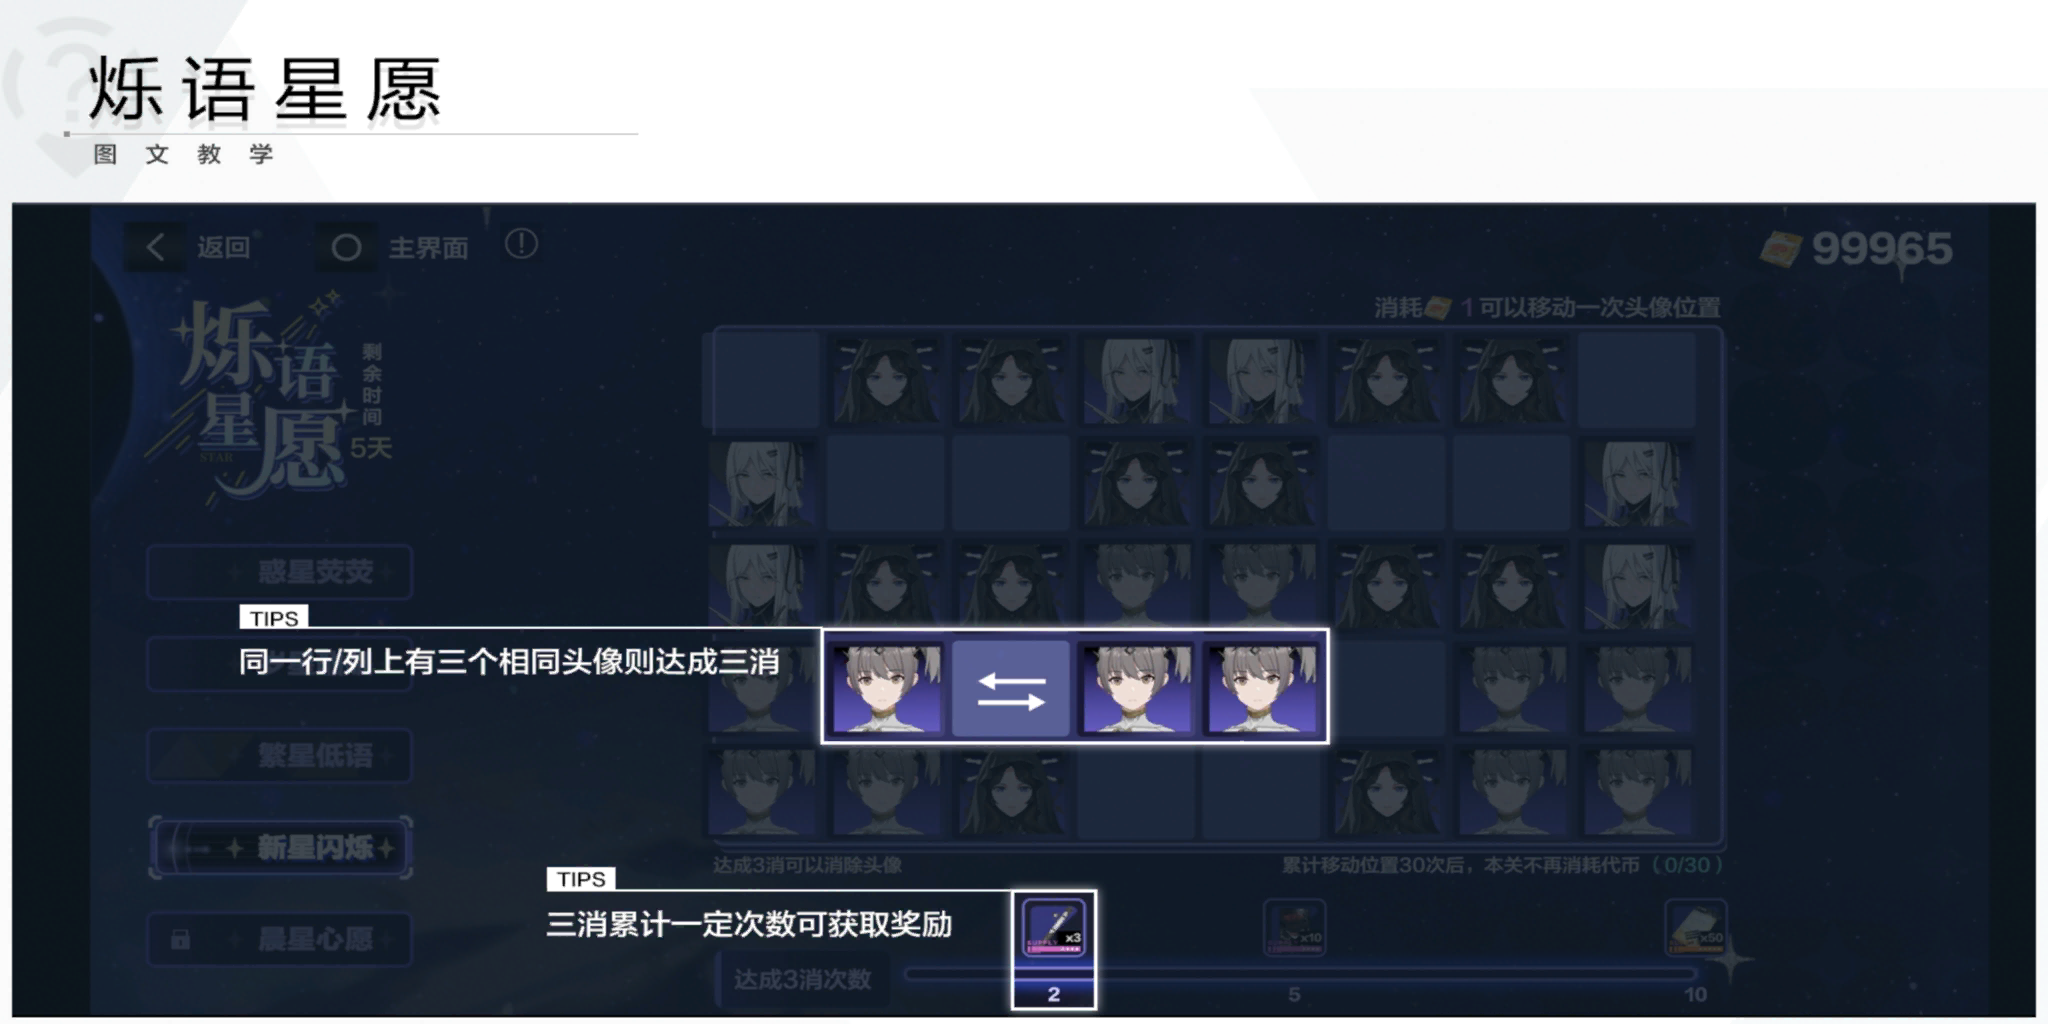 烁语星愿
图文教学
返回
主界面
99965
消耗 1可以移动一次头像位置
烁语星愿
STAR
剩余时间
5天
惑星荧荧
TIPS
同一行/列上有三个相同头像则达成三消
繁星低语
新星闪烁
晨星心愿
达成3消可以消除头像
累计移动位置30次后，本关不再消耗代币（0/30）
TIPS
三消累计一定次数可获取奖励
x3
x10
x50
达成3消次数
2
5
10